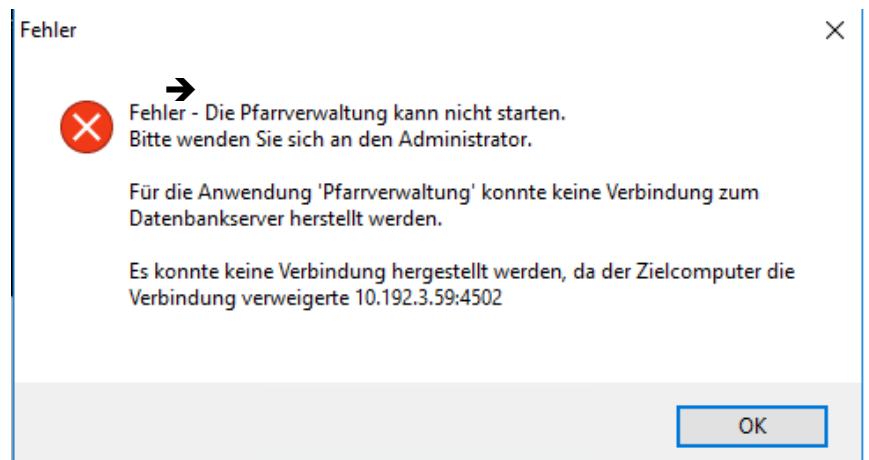 Fehler
Fehler - Die Pfarrverwaltung kann nicht starten.
Bitte wenden Sie sich an den Administrator.
Für die Anwendung 'Pfarrverwaltung' konnte keine Verbindung zum
Datenbankserver herstellt werden.
Es konnte keine Verbindung hergestellt werden, da der Zielcomputer die
Verbindung verweigerte 10.192.3.59:4502
OK